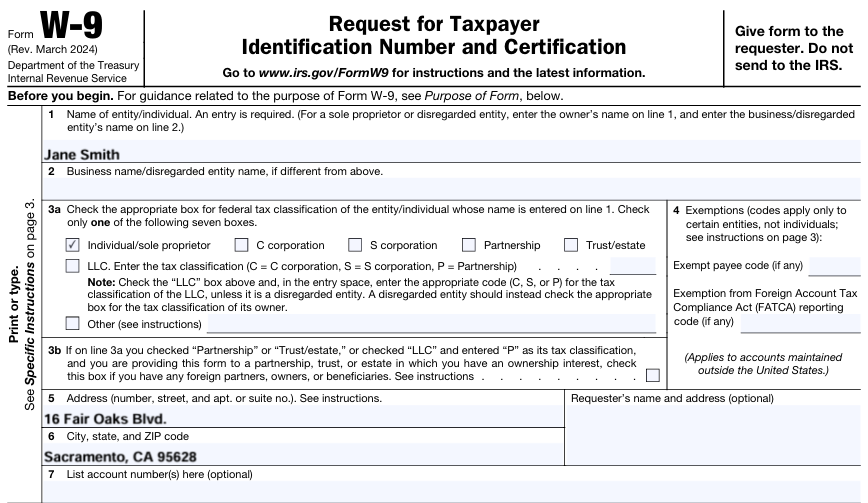 Form W-9
(Rev. March 2024)
Department of the Treasury
Internal Revenue Service
Request for Taxpayer
Identification Number and Certification
Go to www.irs.gov/FormW9 for instructions and the latest information.
Give form to the
requester. Do not
send to the IRS.
Before you begin. For guidance related to the purpose of Form W-9, see Purpose of Form, below.
Print or type.
See Specific Instructions on page 3.
1 Name of entity/individual. An entry is required. (For a sole proprietor or disregarded entity, enter the owner's name on line 1, and enter the business/disregarded
entity's name on line 2.)
Jane Smith
2 Business name/disregarded entity name, if different from above.
3a Check the appropriate box for federal tax classification of the entity/individual whose name is entered on line 1. Check
only one of the following seven boxes.
✓ Individual/sole proprietor C corporation S corporation Partnership Trust/estate
LLC. Enter the tax classification (C = C corporation, S = S corporation, P = Partnership) . . . .
Note: Check the "LLC" box above and, in the entry space, enter the appropriate code (C, S, or P) for the tax
classification of the LLC, unless it is a disregarded entity. A disregarded entity should instead check the appropriate
box for the tax classification of its owner.
Other (see instructions)
3b If on line 3a you checked "Partnership" or "Trust/estate," or checked "LLC" and entered "P" as its tax classification,
and you are providing this form to a partnership, trust, or estate in which you have an ownership interest, check
this box if you have any foreign partners, owners, or beneficiaries. See instructions . . . . . . . . .
4 Exemptions (codes apply only to
certain entities, not individuals;
see instructions on page 3):
Exempt payee code (if any)
Exemption from Foreign Account Tax
Compliance Act (FATCA) reporting
code (if any)
(Applies to accounts maintained
outside the United States.)
5 Address (number, street, and apt. or suite no.). See instructions.
16 Fair Oaks Blvd.
6 City, state, and ZIP code
Sacramento, CA 95628
Requester's name and address (optional)
7 List account number(s) here (optional)